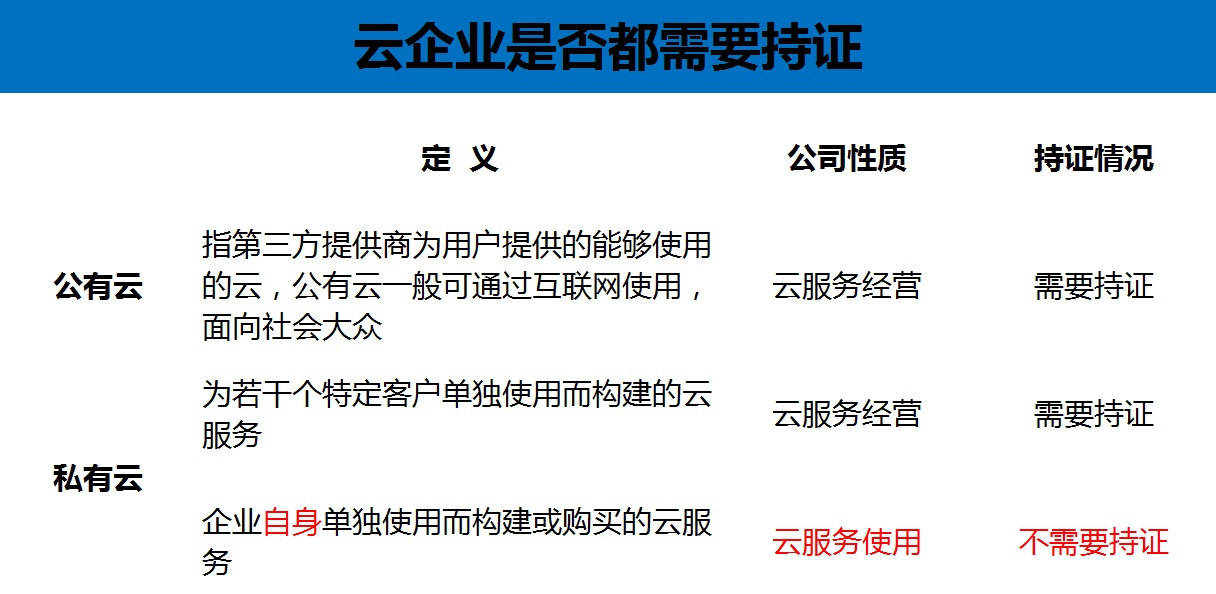 云企业是否都需要持证
定 义 公司性质 持证情况
公有云
指第三方提供商为用户提供的能够使用
的云，公有云一般可通过互联网使用，
面向社会大众
云服务经营 需要持证
私有云
为若干个特定客户单独使用而构建的云
服务
云服务经营 需要持证
企业自身单独使用而构建或购买的云服
务
云服务使用 不需要持证